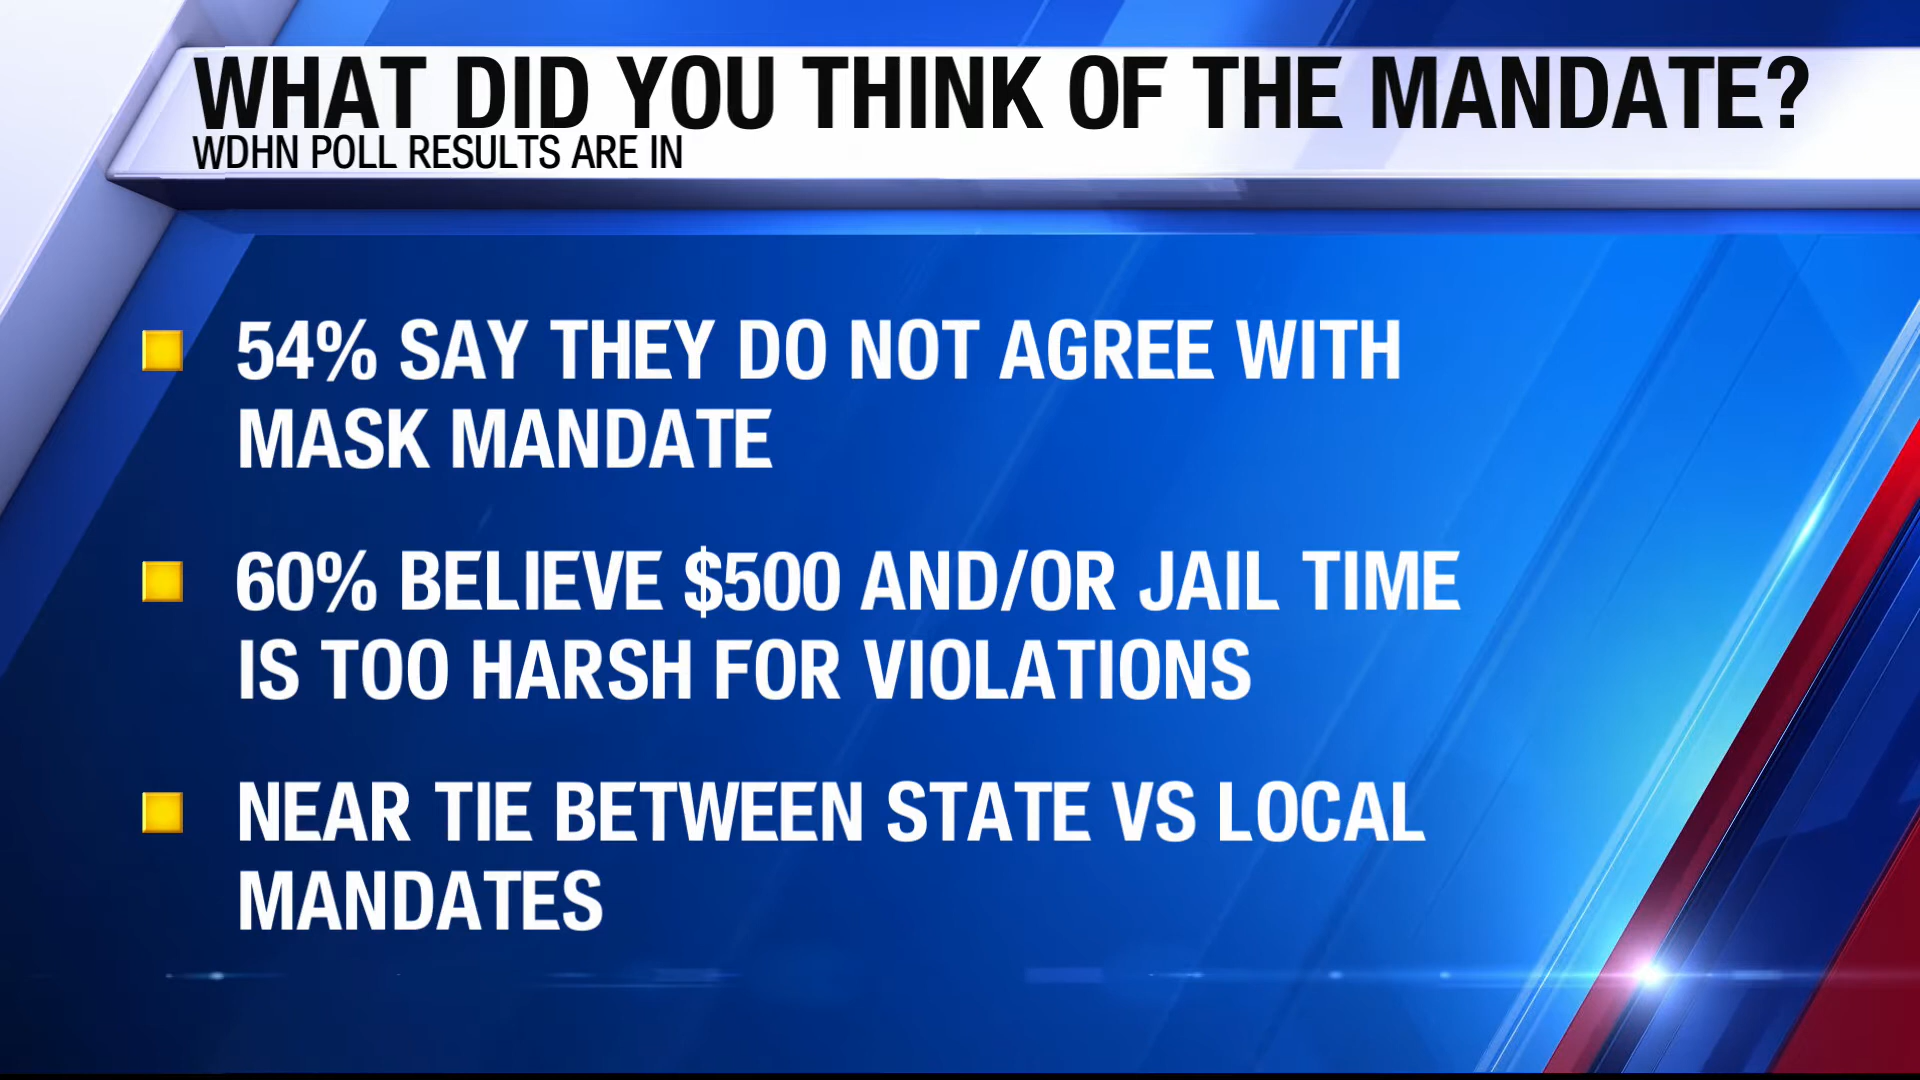 WHAT DID YOU THINK OF THE MANDATE?
WDHN POLL RESULTS ARE IN
54% SAY THEY DO NOT AGREE WITH
MASK MANDATE
60% BELIEVE $500 AND/OR JAIL TIME
IS TOO HARSH FOR VIOLATIONS
NEAR TIE BETWEEN STATE VS LOCAL
MANDATES